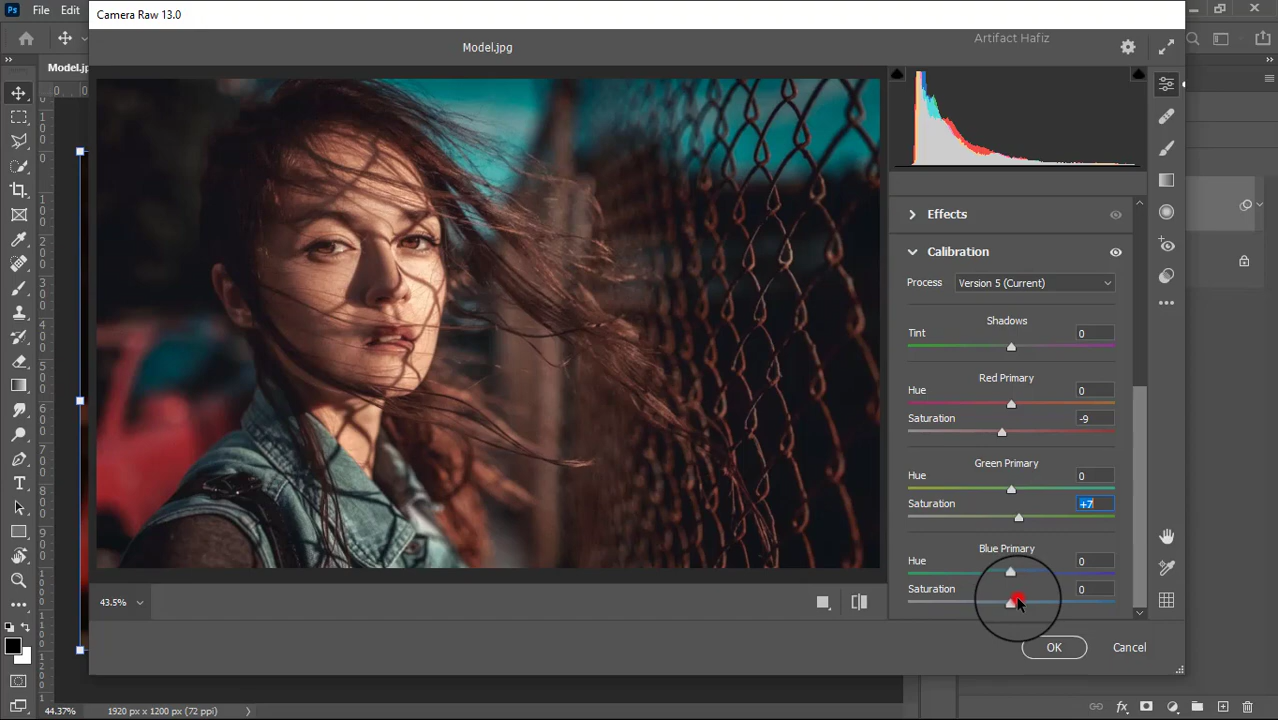 Camera Raw 13.0
Ps File Edit
Model.jpg
Artifact Hafiz
Model.jp
Effects
Calibration
Process Version 5 (Current)
Shadows
Tint 0
Red Primary
Hue 0
Saturation -9
Green Primary
Hue 0
Saturation +7
Blue Primary
Hue 0
Saturation 0
43.5%
OK Cancel
44.37% 1920 px x 1200 px (72 ppi)